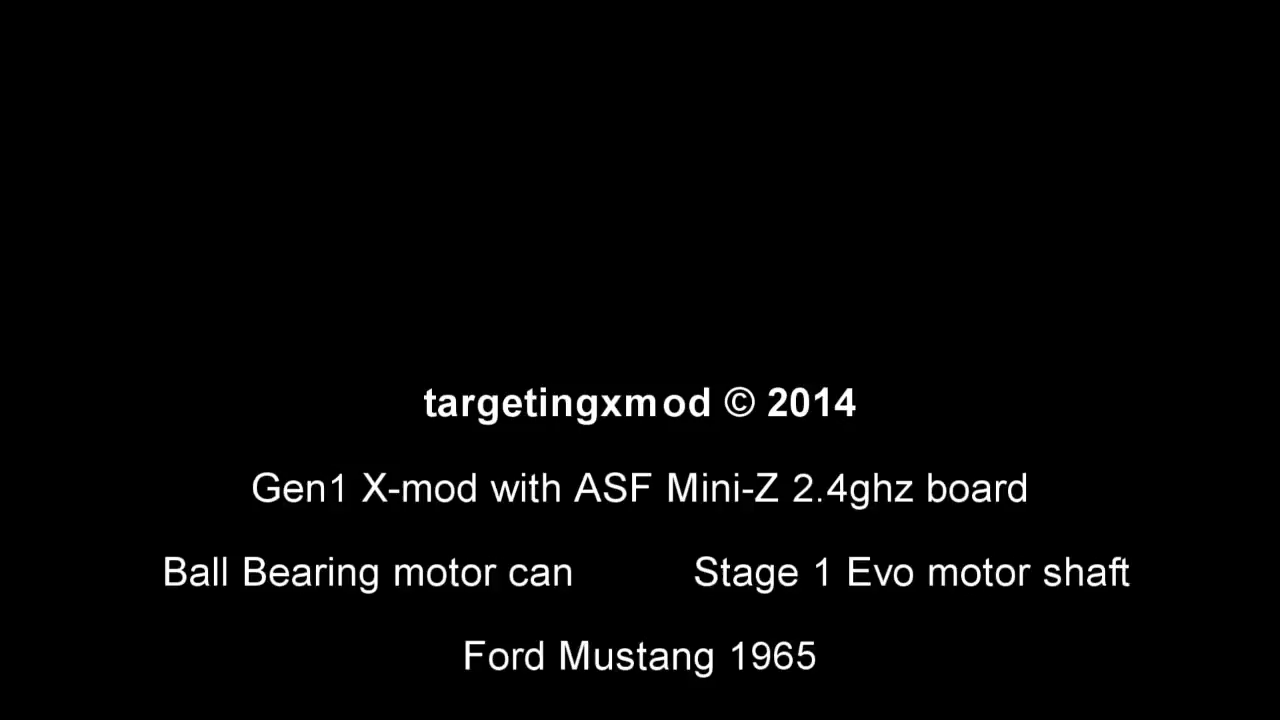 targetingxmod © 2014
Gen1 X-mod with ASF Mini-Z 2.4ghz board
Ball Bearing motor can Stage 1 Evo motor shaft
Ford Mustang 1965